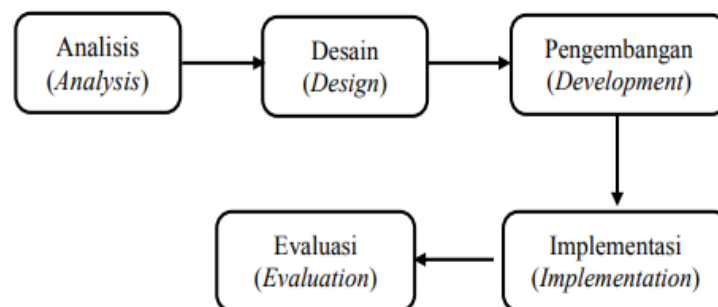 Analisis
(Analysis)
Desain
(Design)
Pengembangan
(Development)
Implementasi
(Implementation)
Evaluasi
(Evaluation)